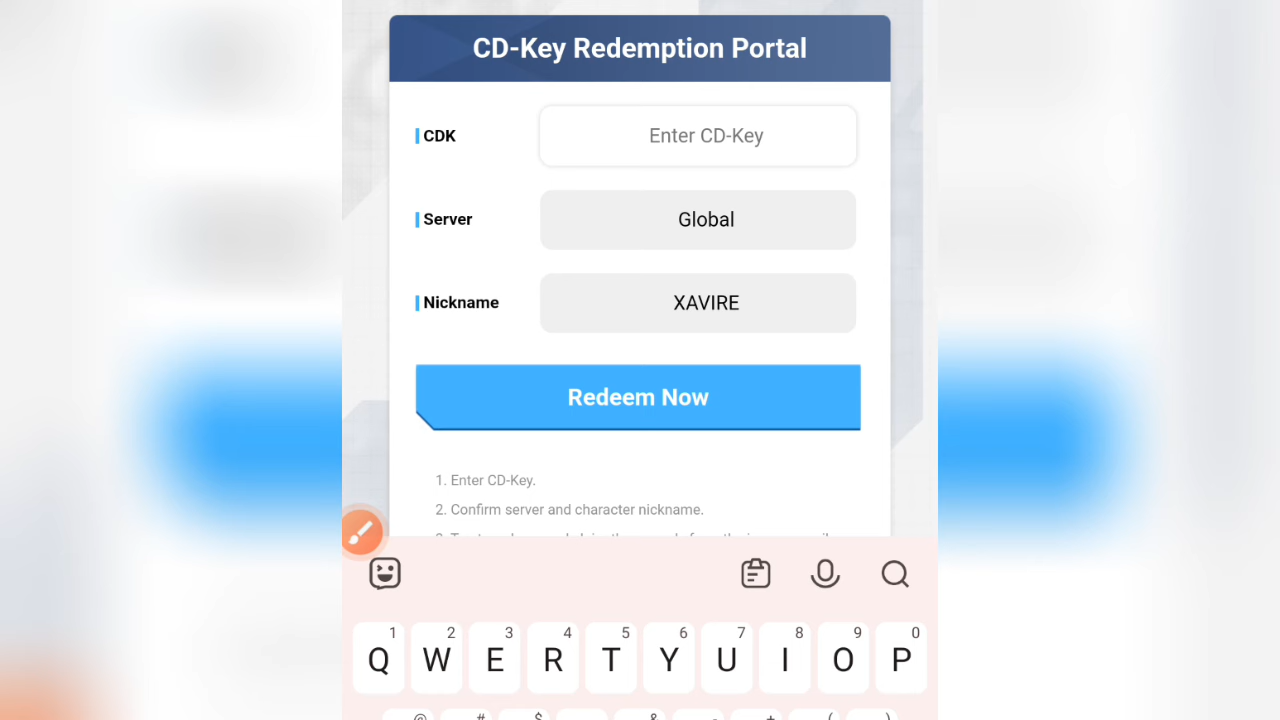 CD-Key Redemption Portal
CDK
Enter CD-Key
Server
Global
Nickname
XAVIRE
Redeem Now
1. Enter CD-Key.
2. Confirm server and character nickname.
1 2 3 4 5 6 7 8 9 0
Q W E R T Y U I O P